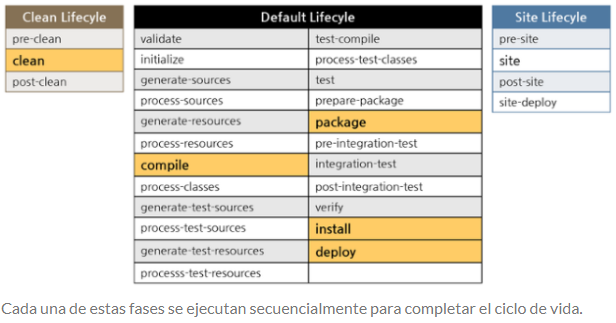 Clean Lifecyle
pre-clean
clean
post-clean
Default Lifecyle
validate
initialize
generate-sources
process-sources
generate-resources
process-resources
compile
process-classes
generate-test-sources
process-test-sources
generate-test-resources
processs-test-resources
test-compile
process-test-classes
test
prepare-package
package
pre-integration-test
integration-test
post-integration-test
verify
install
deploy
Site Lifecyle
pre-site
site
post-site
site-deploy
Cada una de estas fases se ejecutan secuencialmente para completar el ciclo de vida.